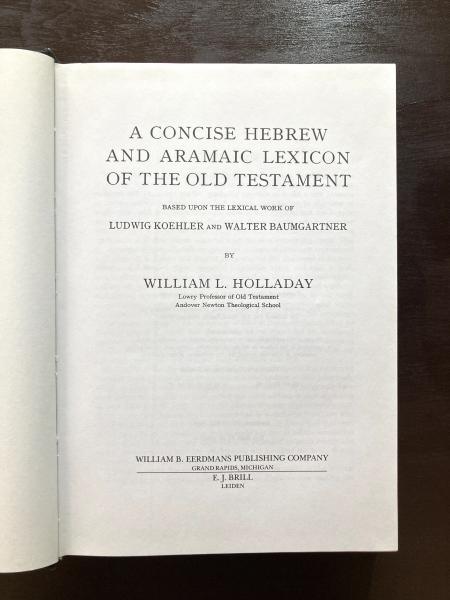 A CONCISE HEBREW
AND ARAMAIC LEXICON
OF THE OLD TESTAMENT
BASED UPON THE LEXICAL WORK OF
LUDWIG KOEHLER AND WALTER BAUMGARTNER
BY
WILLIAM L. HOLLADAY
Lowry Professor of Old Testament
Andover Newton Theological School
WILLIAM B. EERDMANS PUBLISHING COMPANY
GRAND RAPIDS, MICHIGAN
E. J. BRILL
LEIDEN